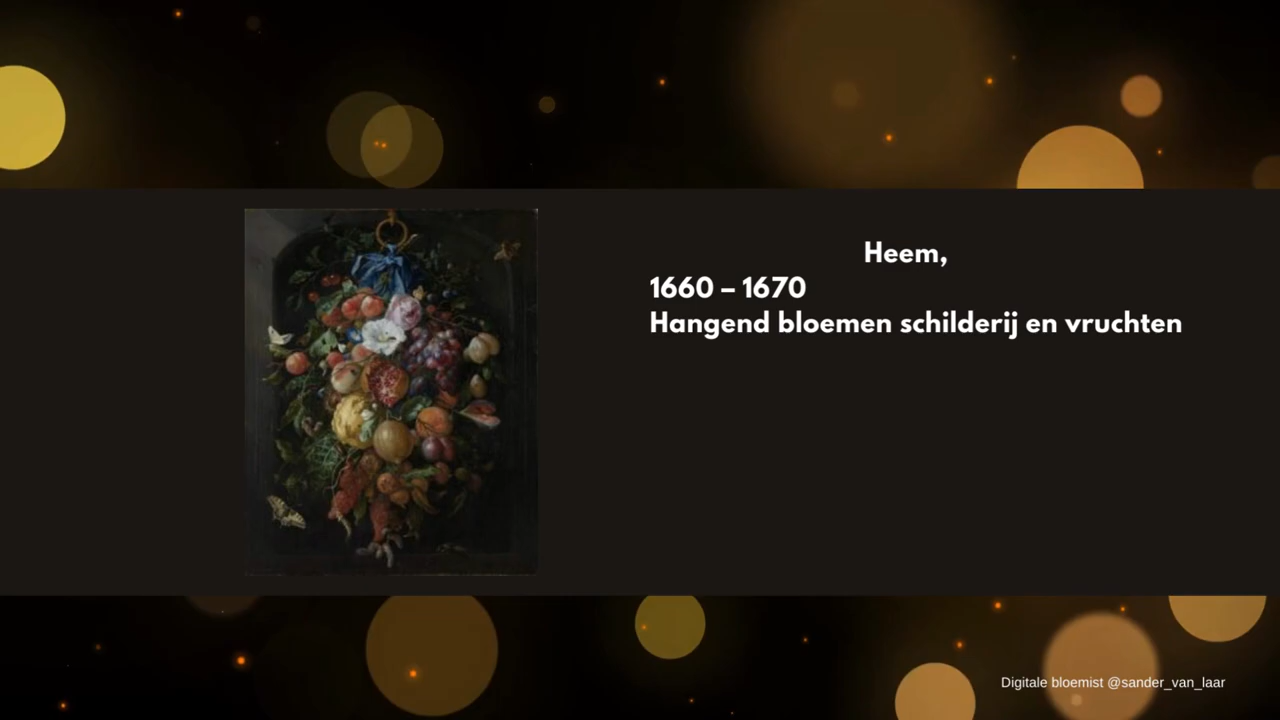 Heem,
1660 – 1670
Hangend bloemen schilderij en vruchten
Digitale bloemist @sander_van_laar